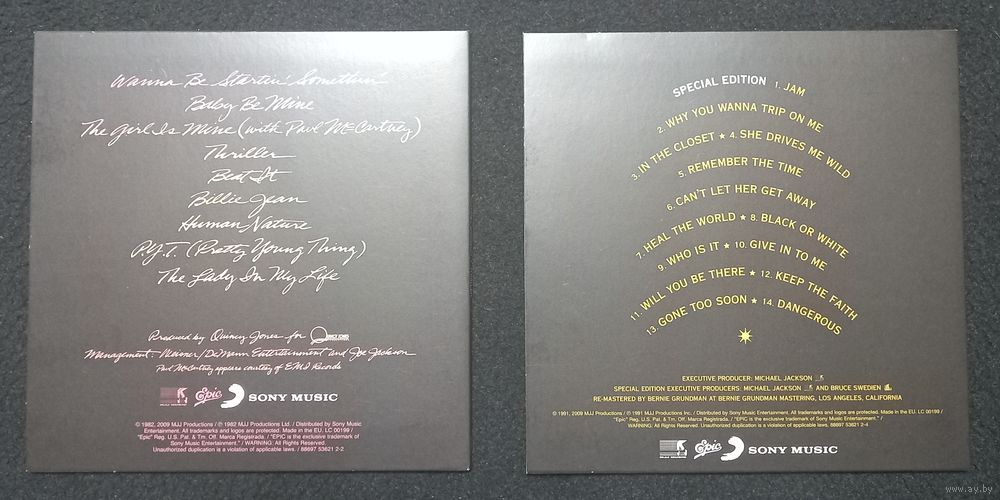 Wanna Be Startin' Somethin'
Baby Be Mine
The Girl Is Mine (with Paul McCartney)
Thriller
Beat It
Billie Jean
Human Nature
P.Y.T. (Pretty Young Thing)
The Lady In My Life
Produced by Quincy Jones for
Management: Weisner/DeMann Entertainment and Joe Jackson
Paul McCartney appears courtesy of EMI Records
Epic SONY MUSIC
© 1982, 2009 MJJ Productions / ℗ 1982 MJJ Productions Ltd. / Distributed by Sony Music
Entertainment. All trademarks and logos are protected. Made in the EU. LC 00199 /
"Epic" Reg. U.S. Pat. & Tm. Off. Marca Registrada. / "EPIC is the exclusive trademark of
Sony Music Entertainment." / WARNING: All Rights Reserved.
Unauthorized duplication is a violation of applicable laws. / 88697 53621 2-2
SPECIAL EDITION 1. JAM
2. WHY YOU WANNA TRIP ON ME
3. IN THE CLOSET ★ 4. SHE DRIVES ME WILD
5. REMEMBER THE TIME
6. CAN'T LET HER GET AWAY
7. HEAL THE WORLD ★ 8. BLACK OR WHITE
9. WHO IS IT ★ 10. GIVE IN TO ME
11. WILL YOU BE THERE ★ 12. KEEP THE FAITH
13. GONE TOO SOON ★ 14. DANGEROUS
EXECUTIVE PRODUCER: MICHAEL JACKSON
SPECIAL EDITION EXECUTIVE PRODUCERS: MICHAEL JACKSON AND BRUCE SWEDIEN
RE-MASTERED BY BERNIE GRUNDMAN AT BERNIE GRUNDMAN MASTERING, LOS ANGELES, CALIFORNIA
© 1991, 2009 MJJ Productions Inc. / ℗ 1991 MJJ Productions Inc. / Distributed by Sony Music Entertainment. All trademarks and logos are protected. Made in the EU. LC 00199 /
"Epic" Reg. U.S. Pat. & Tm. Off. Marca Registrada. / "EPIC is the exclusive trademark of Sony Music Entertainment." /
WARNING: All Rights Reserved. Unauthorized duplication is a violation of applicable laws. / 88697 53621 2-4
Epic SONY MUSIC
www.ay.by